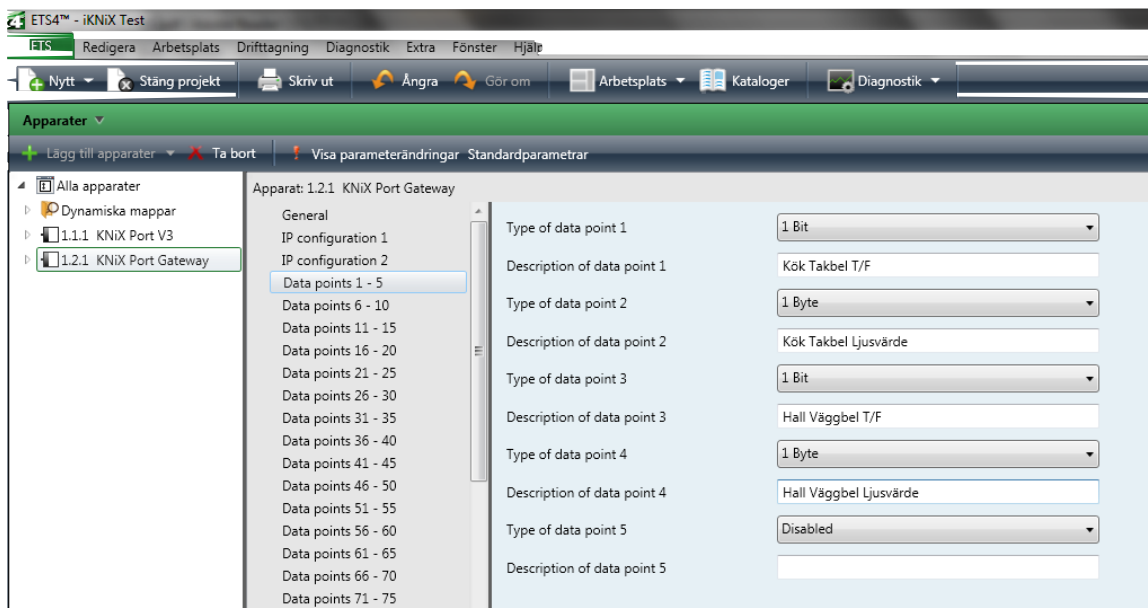 ETS4™ - iKNiX Test
ETS Redigera Arbetsplats Drifttagning Diagnostik Extra Fönster Hjälp
Nytt Stäng projekt Skriv ut Ångra Gör om Arbetsplats Kataloger Diagnostik
Apparater
Lägg till apparater Ta bort Visa parameterändringar Standardparametrar
Alla apparater
Dynamiska mappar
1.1.1 KNiX Port V3
1.2.1 KNiX Port Gateway
Apparat: 1.2.1 KNiX Port Gateway
General
IP configuration 1
IP configuration 2
Data points 1 - 5
Data points 6 - 10
Data points 11 - 15
Data points 16 - 20
Data points 21 - 25
Data points 26 - 30
Data points 31 - 35
Data points 36 - 40
Data points 41 - 45
Data points 46 - 50
Data points 51 - 55
Data points 56 - 60
Data points 61 - 65
Data points 66 - 70
Data points 71 - 75
Type of data point 1 1 Bit
Description of data point 1 Kök Takbel T/F
Type of data point 2 1 Byte
Description of data point 2 Kök Takbel Ljusvärde
Type of data point 3 1 Bit
Description of data point 3 Hall Väggbel T/F
Type of data point 4 1 Byte
Description of data point 4 Hall Väggbel Ljusvärde
Type of data point 5 Disabled
Description of data point 5